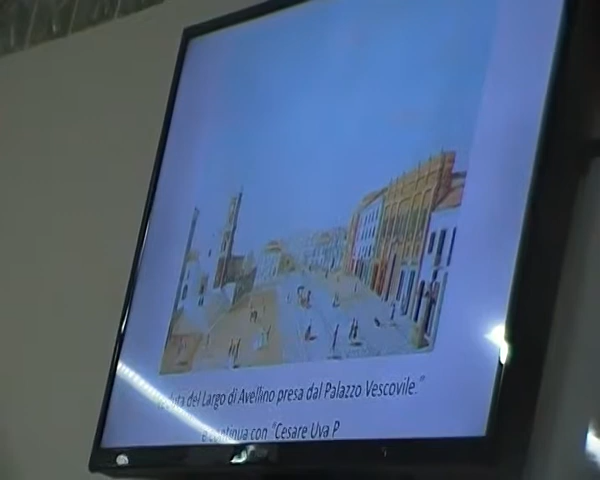 del Largo di Avellino presa dal Palazzo Vescovile."
continua con "Cesare Uva P